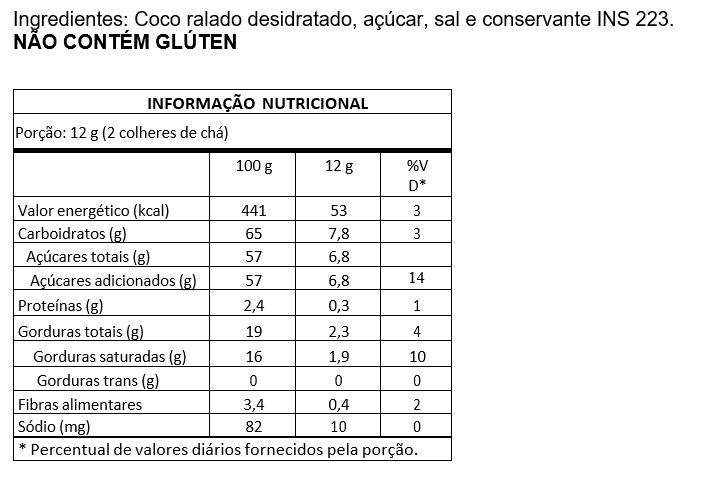 Ingredientes: Coco ralado desidratado, açúcar, sal e conservante INS 223.
NÃO CONTÉM GLÚTEN
INFORMAÇÃO NUTRICIONAL
Porção: 12 g (2 colheres de chá)
100 g 12 g %V
D*
Valor energético (kcal) 441 53 3
Carboidratos (g) 65 7,8 3
Açúcares totais (g) 57 6,8
Açúcares adicionados (g) 57 6,8 14
Proteínas (g) 2,4 0,3 1
Gorduras totais (g) 19 2,3 4
Gorduras saturadas (g) 16 1,9 10
Gorduras trans (g) 0 0 0
Fibras alimentares 3,4 0,4 2
Sódio (mg) 82 10 0
* Percentual de valores diários fornecidos pela porção.